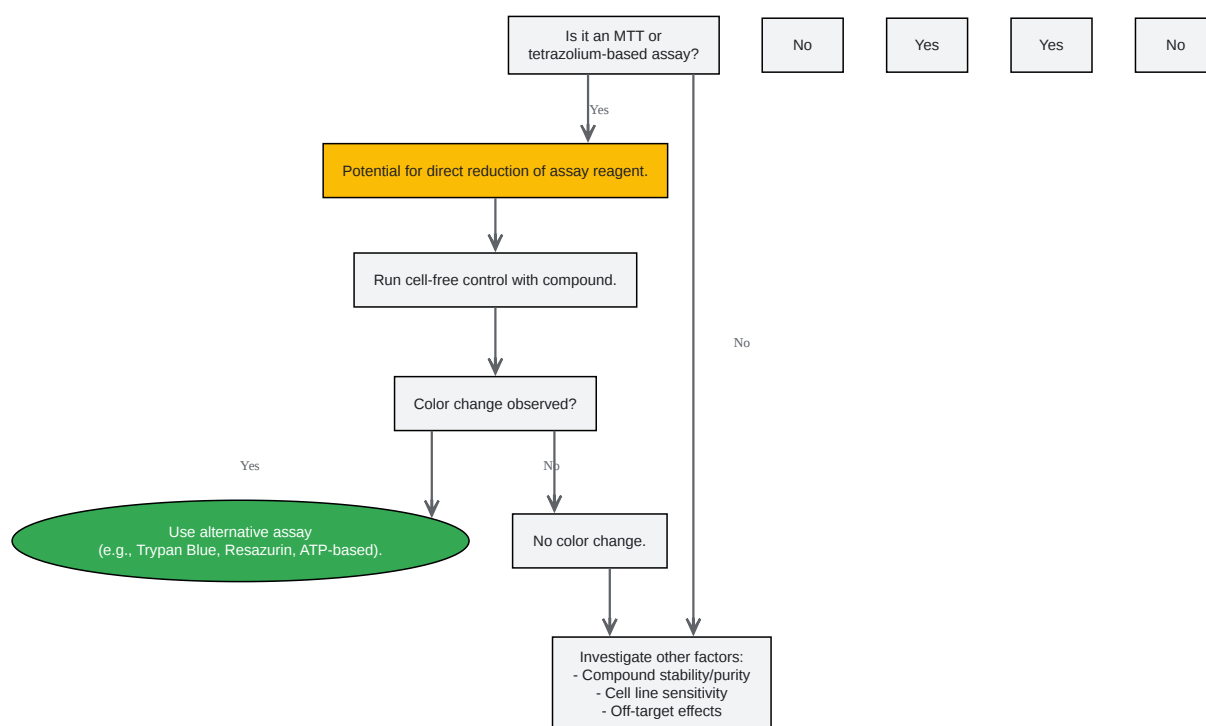 Is it an MTT or
tetrazolium-based assay?
No
Yes
Yes
No
Yes
Potential for direct reduction of assay reagent.
Run cell-free control with compound.
No
Color change observed?
Yes
No
Use alternative assay
(e.g., Trypan Blue, Resazurin, ATP-based).
No color change.
Investigate other factors:
- Compound stability/purity
- Cell line sensitivity
- Off-target effects